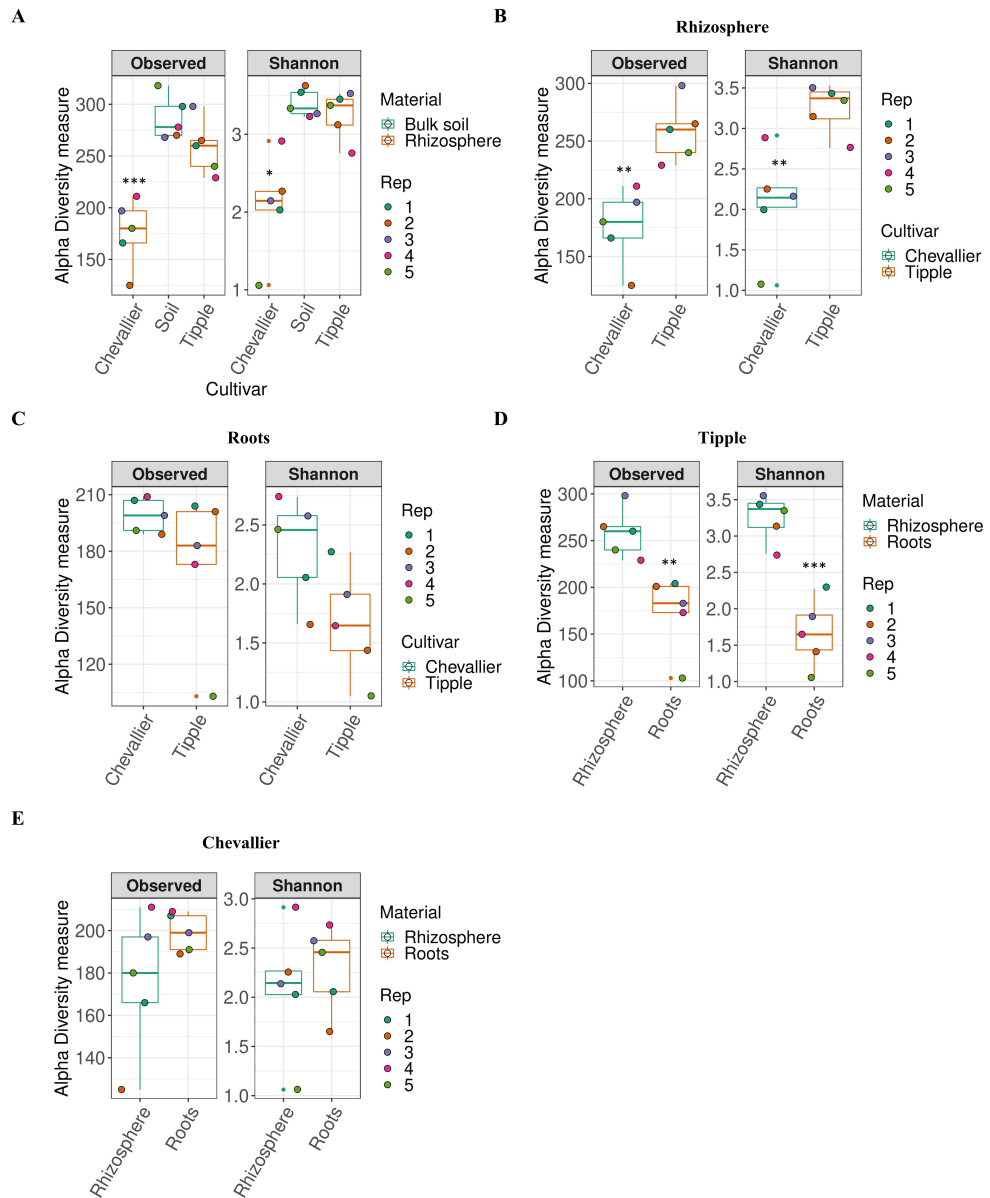 A
Observed
Shannon
Alpha Diversity measure
300
250
200
150
3
2
1
***
*
Chevallier
Soil
Tipple
Chevallier
Soil
Tipple
Cultivar
Material
Bulk soil
Rhizosphere
Rep
1
2
3
4
5
B
Rhizosphere
Observed
Shannon
Alpha Diversity measure
300
250
200
150
3.5
3.0
2.5
2.0
1.5
1.0
**
**
Chevallier
Tipple
Chevallier
Tipple
Rep
1
2
3
4
5
Cultivar
Chevallier
Tipple
C
Roots
Observed
Shannon
Alpha Diversity measure
210
180
150
120
2.5
2.0
1.5
1.0
Chevallier
Tipple
Chevallier
Tipple
Rep
1
2
3
4
5
Cultivar
Chevallier
Tipple
D
Tipple
Observed
Shannon
Alpha Diversity measure
300
250
200
150
100
3.5
3.0
2.5
2.0
1.5
1.0
**
***
Rhizosphere
Roots
Rhizosphere
Roots
Material
Rhizosphere
Roots
Rep
1
2
3
4
5
E
Chevallier
Observed
Shannon
Alpha Diversity measure
200
180
160
140
3.0
2.5
2.0
1.5
1.0
Rhizosphere
Roots
Rhizosphere
Roots
Material
Rhizosphere
Roots
Rep
1
2
3
4
5